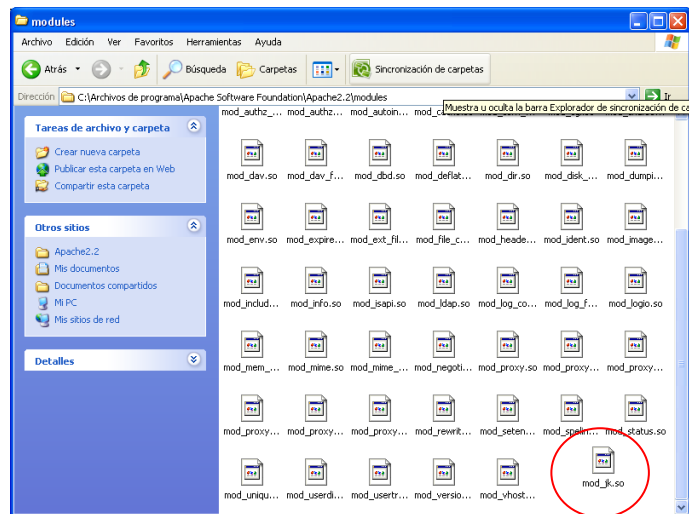 modules
Archivo Edición Ver Favoritos Herramientas Ayuda
Atrás Búsqueda Carpetas Sincronización de carpetas
Dirección C:\Archivos de programa\Apache Software Foundation\Apache2.2\modules Ir
Muestra u oculta la barra Explorador de sincronización de ca
Tareas de archivo y carpeta
Crear nueva carpeta
Publicar esta carpeta en Web
Compartir esta carpeta
Otros sitios
Apache2.2
Mis documentos
Documentos compartidos
Mi PC
Mis sitios de red
Detalles
mod_authz_... mod_authz... mod_autoin...
mod_dav.so mod_dav_f... mod_dbd.so mod_deflat... mod_dir.so mod_disk_... mod_dumpi...
mod_env.so mod_expire... mod_ext_fil... mod_file_c... mod_heade... mod_ident.so mod_image...
mod_includ... mod_info.so mod_isapi.so mod_ldap.so mod_log_co... mod_log_f... mod_logio.so
mod_mem_... mod_mime.so mod_mime_... mod_negoti... mod_proxy.so mod_proxy... mod_proxy...
mod_proxy... mod_proxy... mod_proxy... mod_rewrit... mod_seten... mod_spelin... mod_status.so
mod_uniqu... mod_userdi... mod_usertr... mod_versio... mod_vhost... mod_jk.so